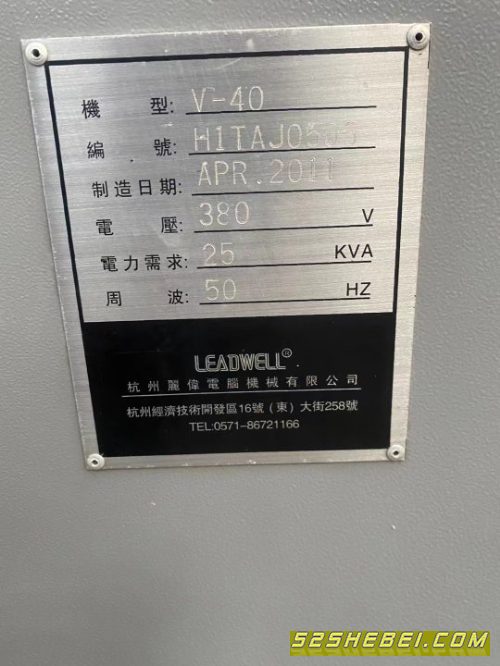 機 型: V-40
編 號: H1TAJ0505
制造日期: APR.2011
電 壓: 380 V
電力需求: 25 KVA
周 波: 50 HZ
LEADWELL®
杭州麗偉電腦機械有限公司
杭州經濟技術開發區16號（東）大街258號
TEL:0571-86721166
52SHEBEI.COM